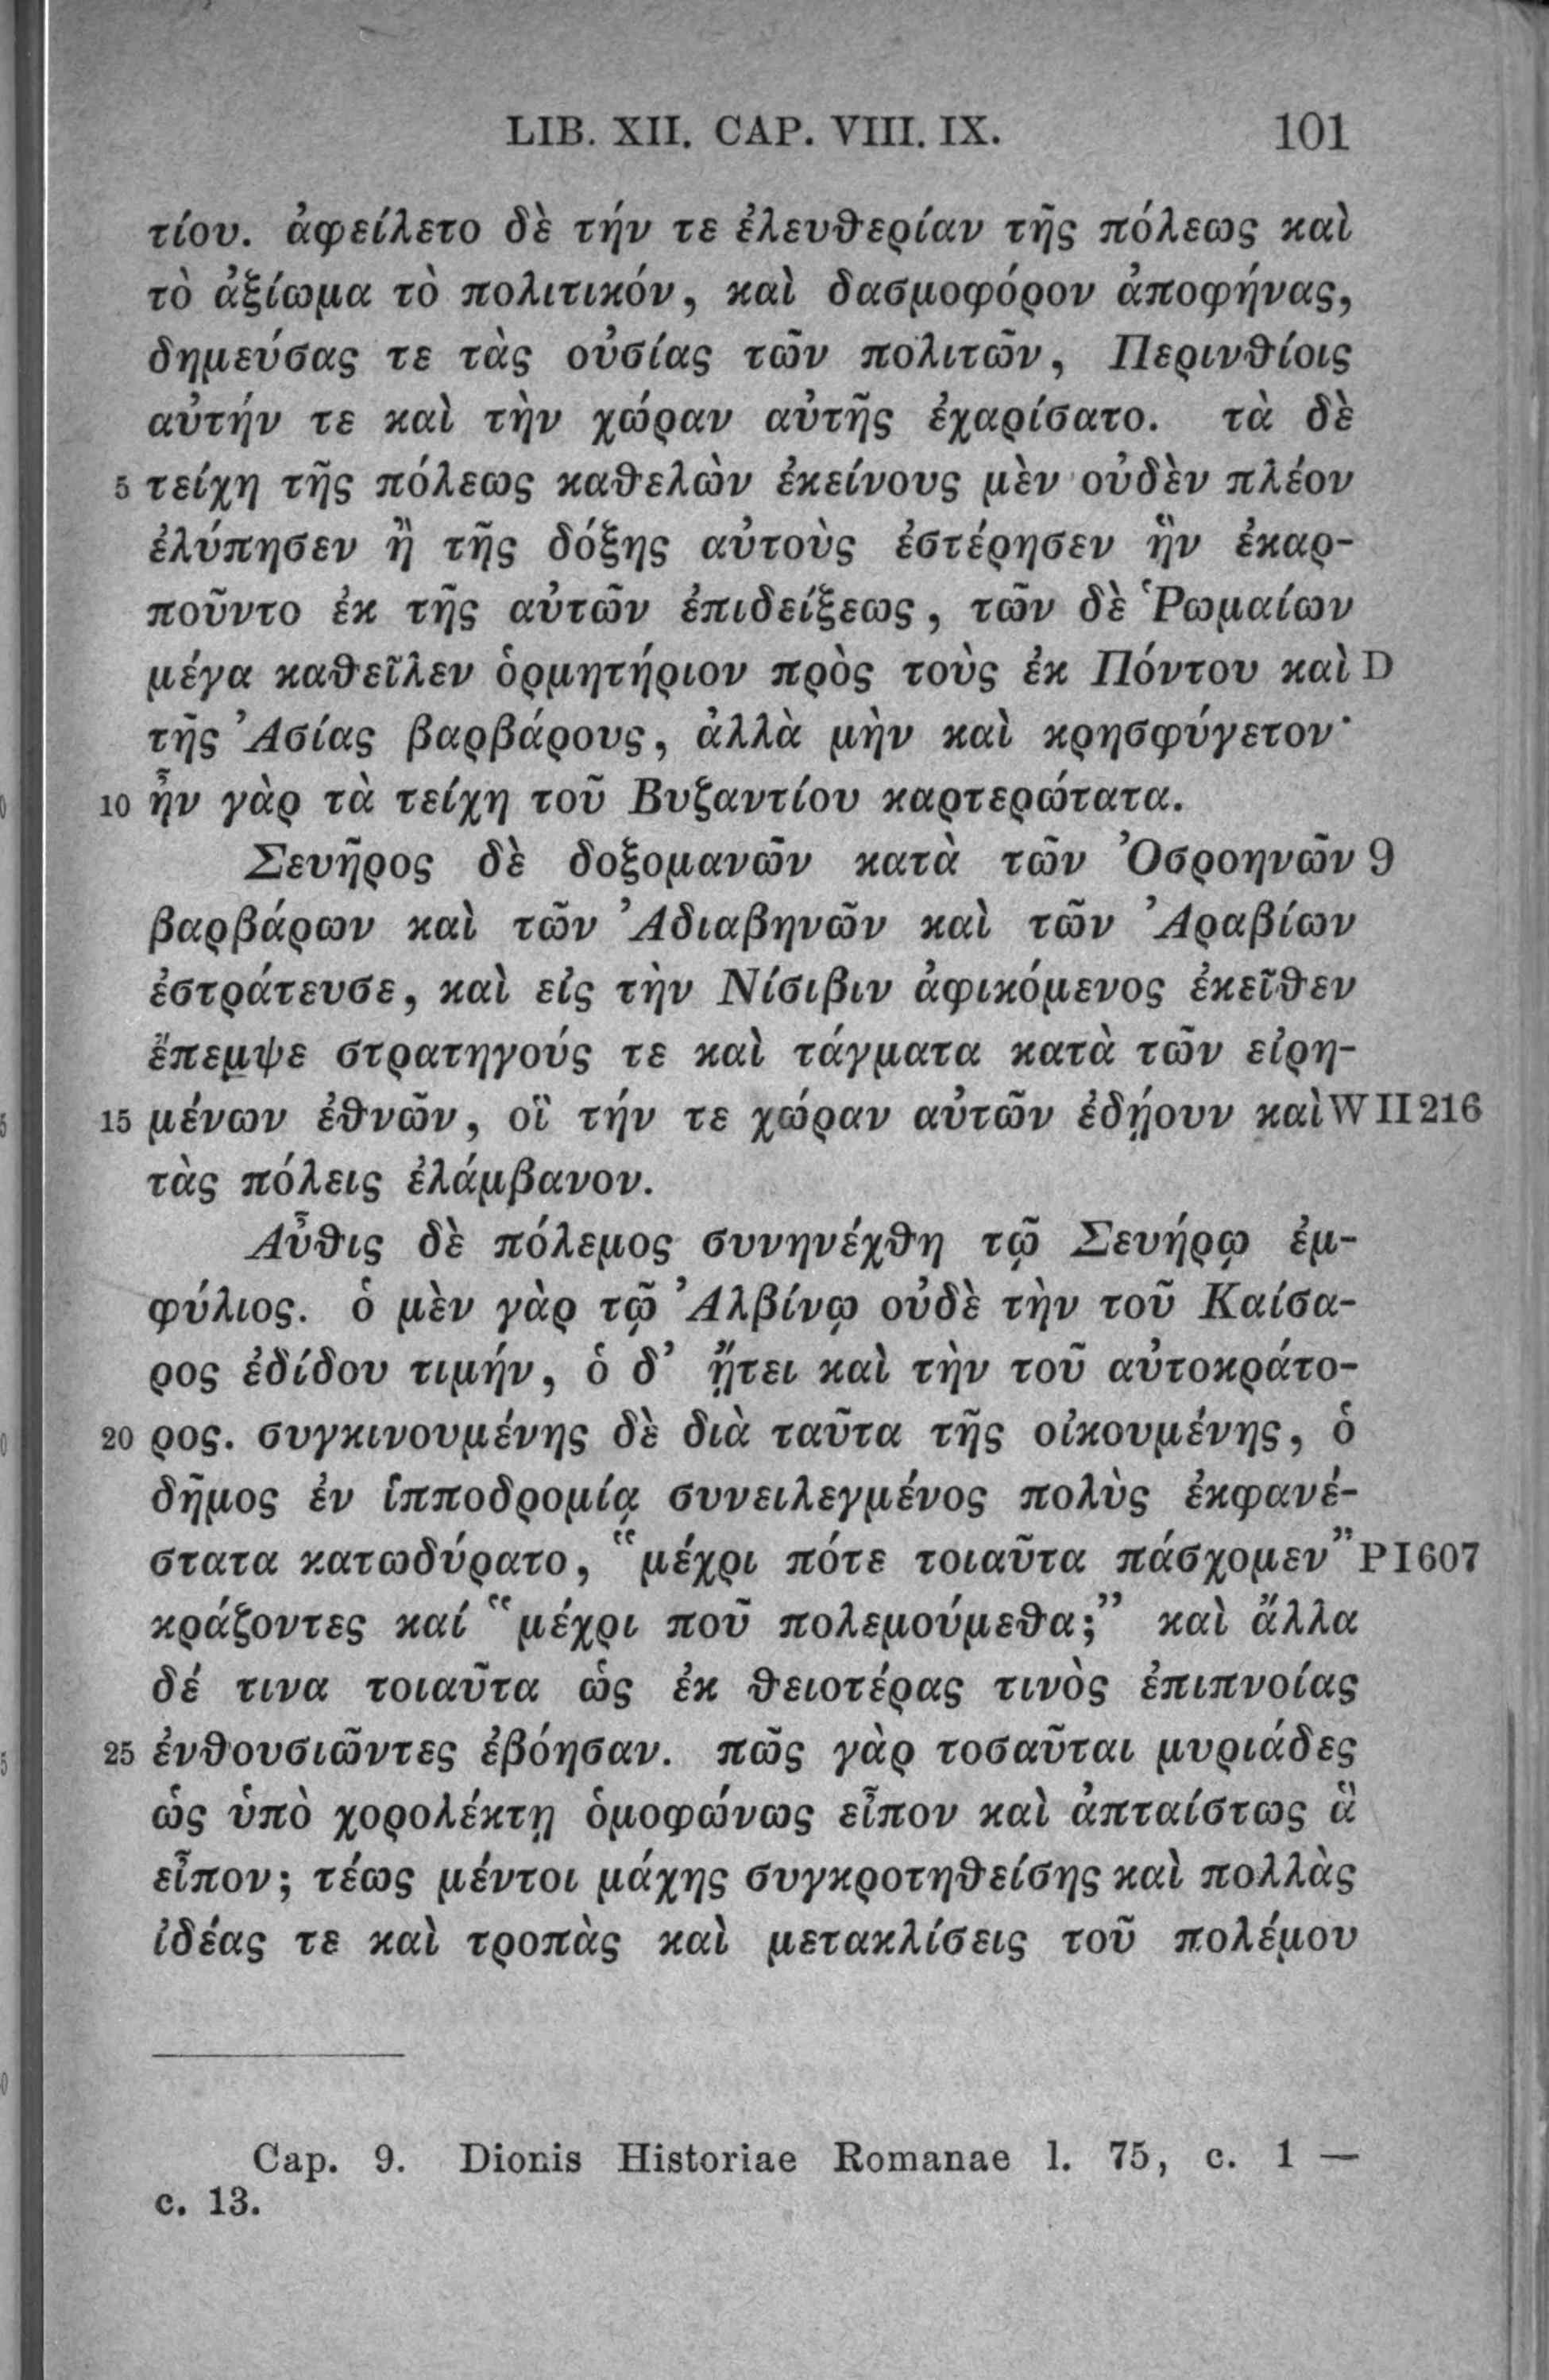 LIB. XII. CAP. VIII. IX. 101
τίου. ἀφείλετο δὲ τήν τε ἐλευθερίαν τῆς πόλεως καὶ
τὸ ἀξίωμα τὸ πολιτικόν, καὶ δασμοφόρον ἀποφήνας,
δημεύσας τε τὰς οὐσίας τῶν πολιτῶν, Περινθίοις
αὐτήν τε καὶ τὴν χώραν αὐτῆς ἐχαρίσατο. τὰ δὲ
5 τείχη τῆς πόλεως καθελὼν ἐκείνους μὲν οὐδὲν πλέον
ἐλύπησεν ἢ τῆς δόξης αὐτοὺς ἐστέρησεν ἣν ἐκαρ-
ποῦντο ἐκ τῆς αὐτῶν ἐπιδείξεως, τῶν δὲ Ῥωμαίων
μέγα καθεῖλεν ὁρμητήριον πρὸς τοὺς ἐκ Πόντου καὶ D
τῆς Ἀσίας βαρβάρους, ἀλλὰ μὴν καὶ κρησφύγετον·
10 ἦν γὰρ τὰ τείχη τοῦ Βυζαντίου καρτερώτατα.
Σευῆρος δὲ δοξομανῶν κατὰ τῶν Ὀσροηνῶν 9
βαρβάρων καὶ τῶν Ἀδιαβηνῶν καὶ τῶν Ἀραβίων
ἐστράτευσε, καὶ εἰς τὴν Νίσιβιν ἀφικόμενος ἐκεῖθεν
ἔπεμψε στρατηγούς τε καὶ τάγματα κατὰ τῶν εἰρη-
15 μένων ἐθνῶν, οἳ τήν τε χώραν αὐτῶν ἐδῄουν καὶ W II 216
τὰς πόλεις ἐλάμβανον.
Αὖθις δὲ πόλεμος συνηνέχθη τῷ Σευήρῳ ἐμ-
φύλιος. ὁ μὲν γὰρ τῷ Ἀλβίνῳ οὐδὲ τὴν τοῦ Καίσα-
ρος ἐδίδου τιμήν, ὁ δ' ᾔτει καὶ τὴν τοῦ αὐτοκράτο-
20 ρος. συγκινουμένης δὲ διὰ ταῦτα τῆς οἰκουμένης, ὁ
δῆμος ἐν ἱπποδρομίᾳ συνειλεγμένος πολὺς ἐκφανέ-
στατα κατωδύρατο, “μέχρι πότε τοιαῦτα πάσχομεν” P I 607
κράζοντες καί “μέχρι ποῦ πολεμούμεθα;” καὶ ἄλλα
δέ τινα τοιαῦτα ὡς ἐκ θειοτέρας τινὸς ἐπιπνοίας
25 ἐνθουσιῶντες ἐβόησαν. πῶς γὰρ τοσαῦται μυριάδες
ὡς ὑπὸ χορολέκτῃ ὁμοφώνως εἶπον καὶ ἀπταίστως ἃ
εἶπον; τέως μέντοι μάχης συγκροτηθείσης καὶ πολλὰς
ἰδέας τε καὶ τροπὰς καὶ μετακλίσεις τοῦ πολέμου
Cap. 9. Dionis Historiae Romanae l. 75, c. 1 —
c. 13.